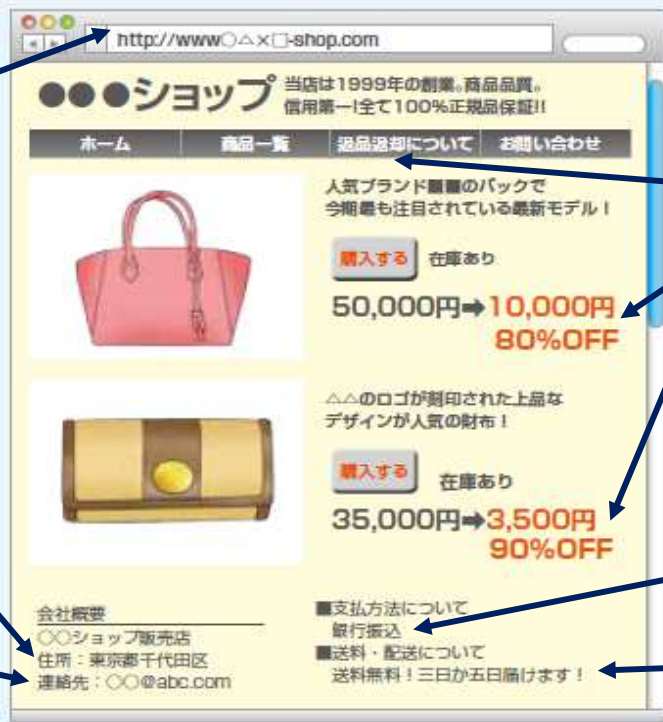 http://www○△×□-shop.com
●●●ショップ
当店は1999年の創業。商品品質。
信用第一!全て100%正規品保証!!
ホーム
商品一覧
返品返却について
お問い合わせ
人気ブランド■■のバックで
今期最も注目されている最新モデル！
購入する
在庫あり
50,000円➡10,000円
80%OFF
△△のロゴが刻印された上品な
デザインが人気の財布！
購入する
在庫あり
35,000円➡3,500円
90%OFF
会社概要
○○ショップ販売店
住所：東京都千代田区
連絡先：○○@abc.com
■支払方法について
銀行振込
■送料・配送について
送料無料！三日か五日届けます！